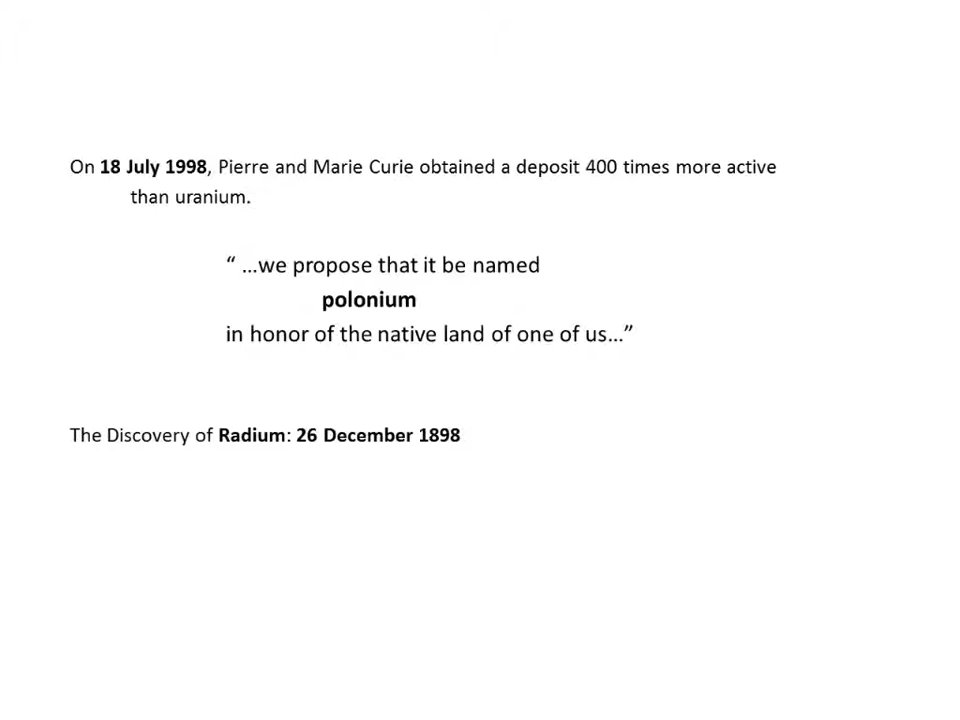 On 18 July 1998, Pierre and Marie Curie obtained a deposit 400 times more active
than uranium.
“ …we propose that it be named
polonium
in honor of the native land of one of us…”
The Discovery of Radium: 26 December 1898